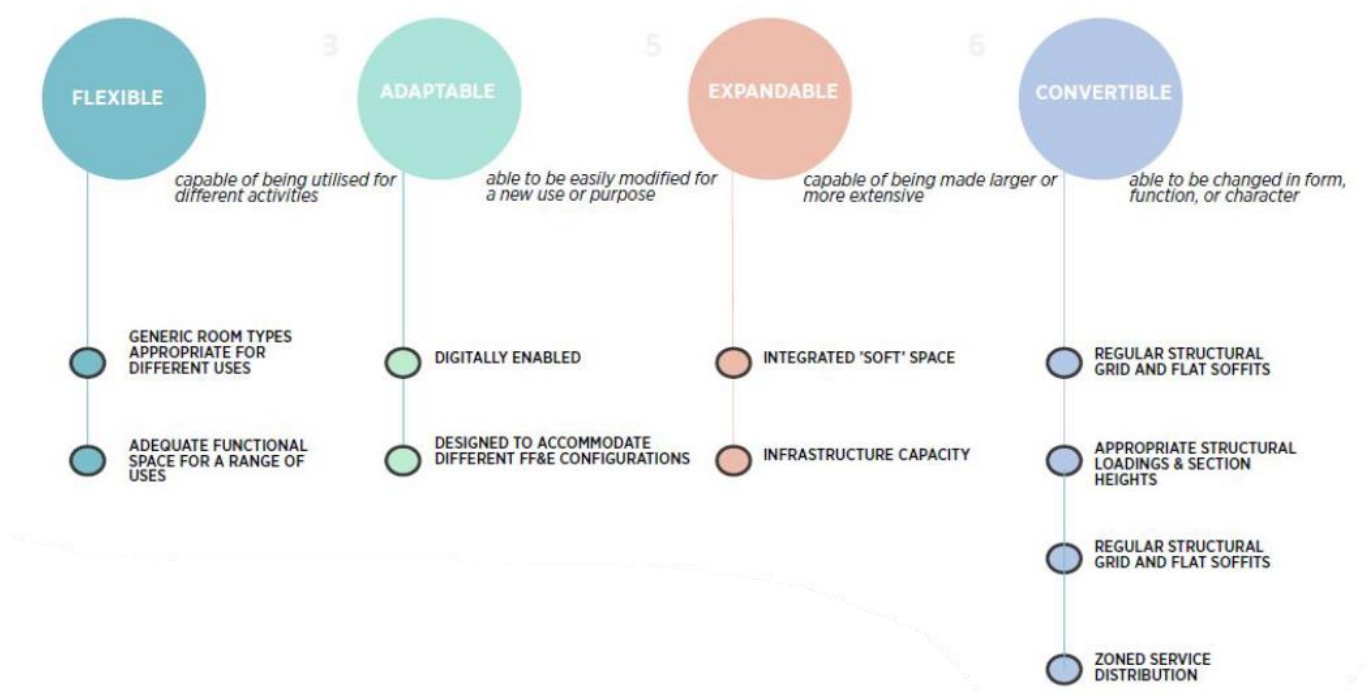 FLEXIBLE
3
ADAPTABLE
5
EXPANDABLE
6
CONVERTIBLE
capable of being utilised for
different activities
able to be easily modified for
a new use or purpose
capable of being made larger or
more extensive
able to be changed in form,
function, or character
GENERIC ROOM TYPES
APPROPRIATE FOR
DIFFERENT USES
DIGITALLY ENABLED
INTEGRATED 'SOFT' SPACE
REGULAR STRUCTURAL
GRID AND FLAT SOFFITS
ADEQUATE FUNCTIONAL
SPACE FOR A RANGE OF
USES
DESIGNED TO ACCOMMODATE
DIFFERENT FF&E CONFIGURATIONS
INFRASTRUCTURE CAPACITY
APPROPRIATE STRUCTURAL
LOADINGS & SECTION
HEIGHTS
REGULAR STRUCTURAL
GRID AND FLAT SOFFITS
ZONED SERVICE
DISTRIBUTION